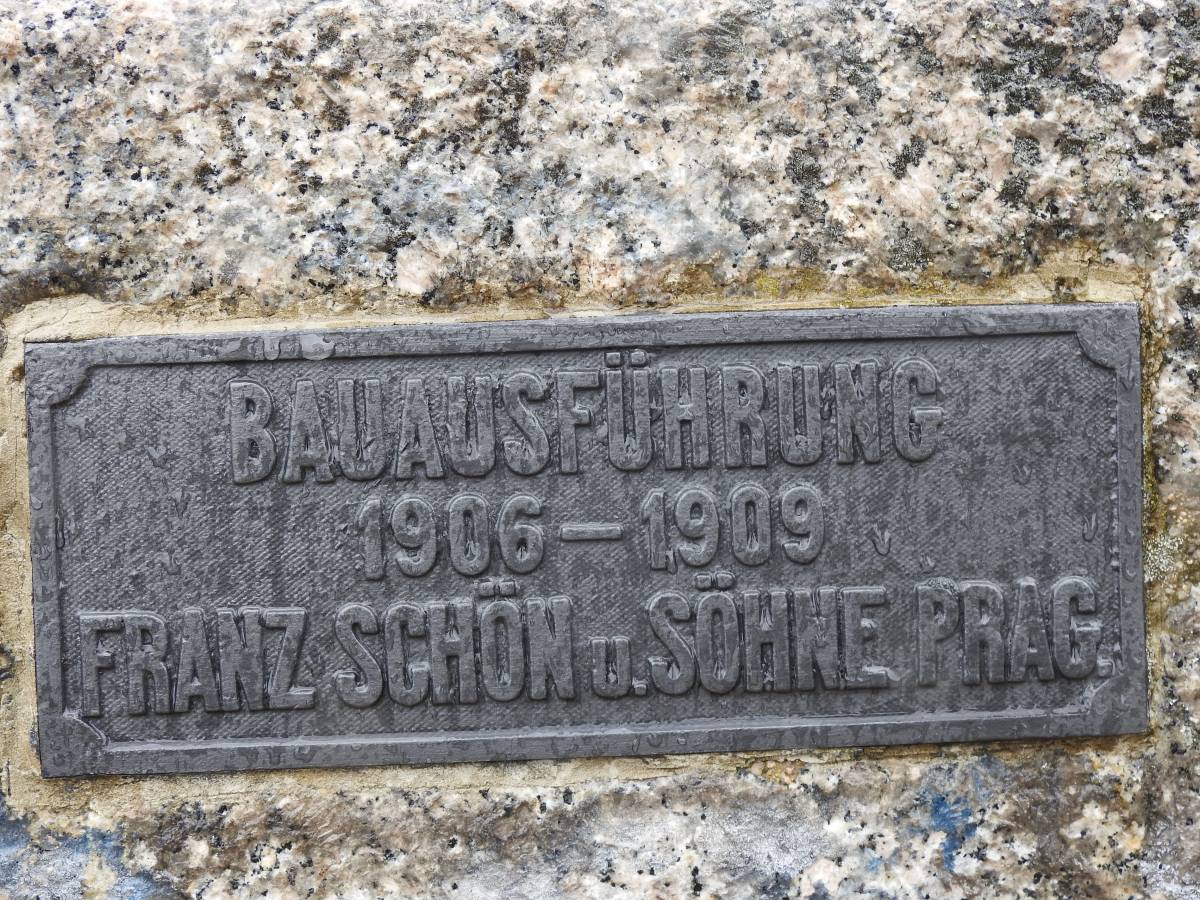 BAUAUSFÜHRUNG
1906 — 1909
FRANZ SCHÖN u. SÖHNE PRAG.